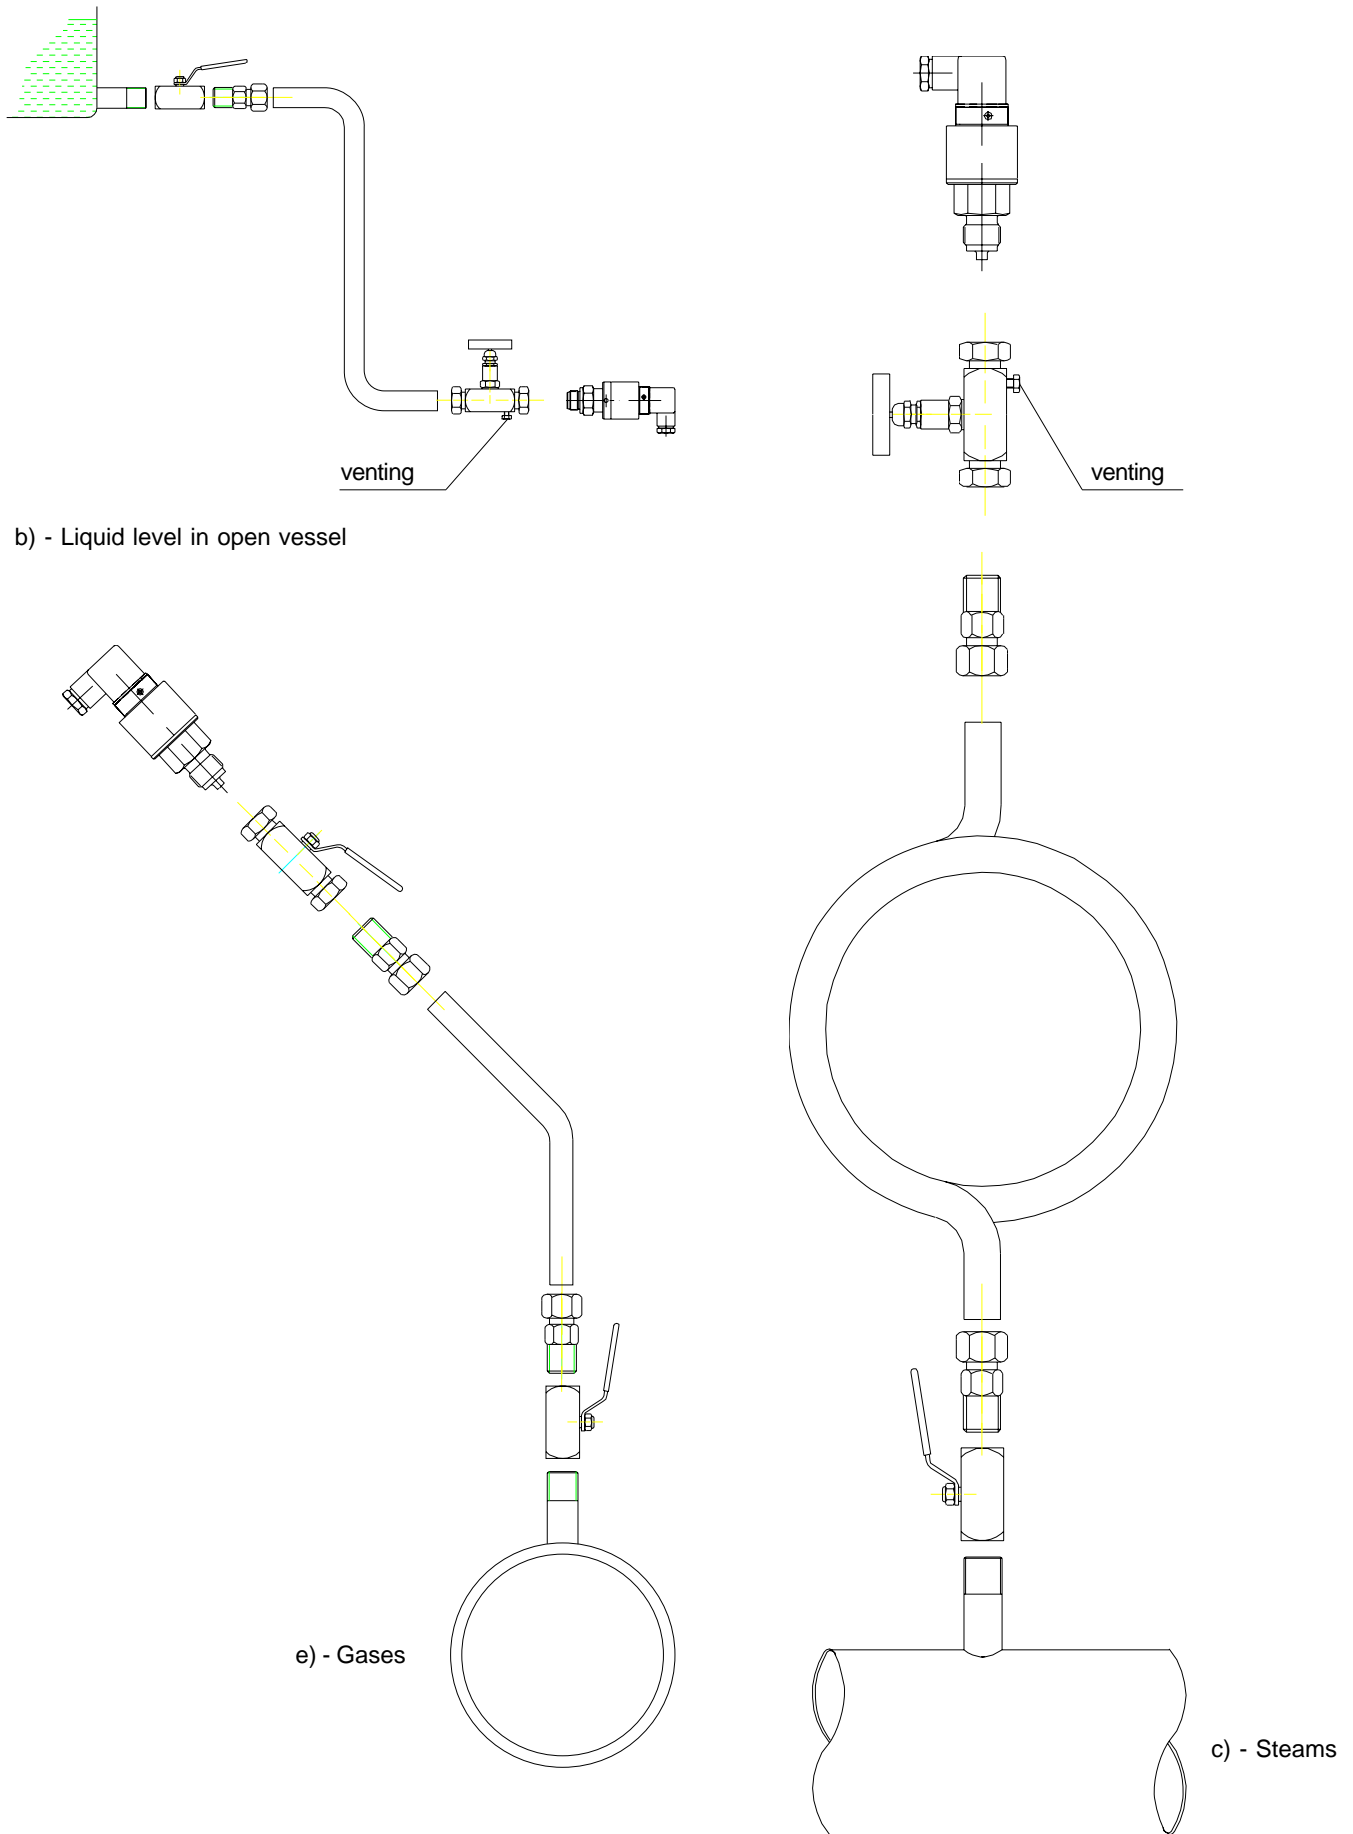 venting
venting
b) - Liquid level in open vessel
e) - Gases
c) - Steams